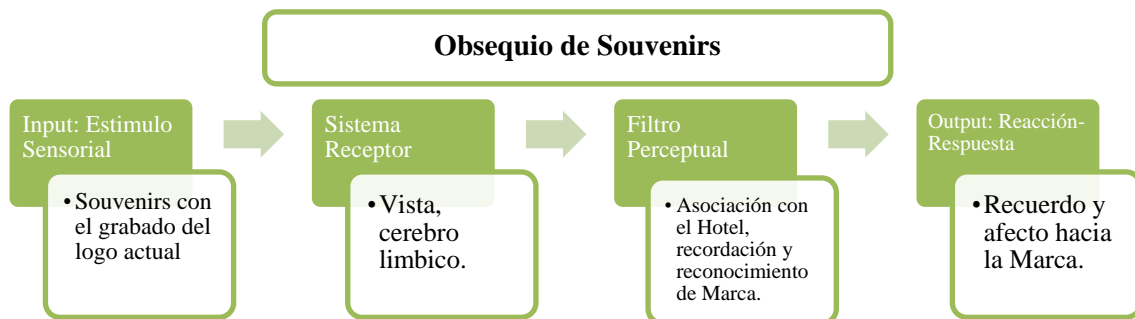 Obsequio de Souvenirs
Input: Estimulo
Sensorial
• Souvenirs con
el grabado del
logo actual
Sistema
Receptor
• Vista,
cerebro
limbico.
Filtro
Perceptual
• Asociación con
el Hotel,
recordación y
reconocimiento
de Marca.
Output: Reacción-
Respuesta
• Recuerdo y
afecto hacia
la Marca.